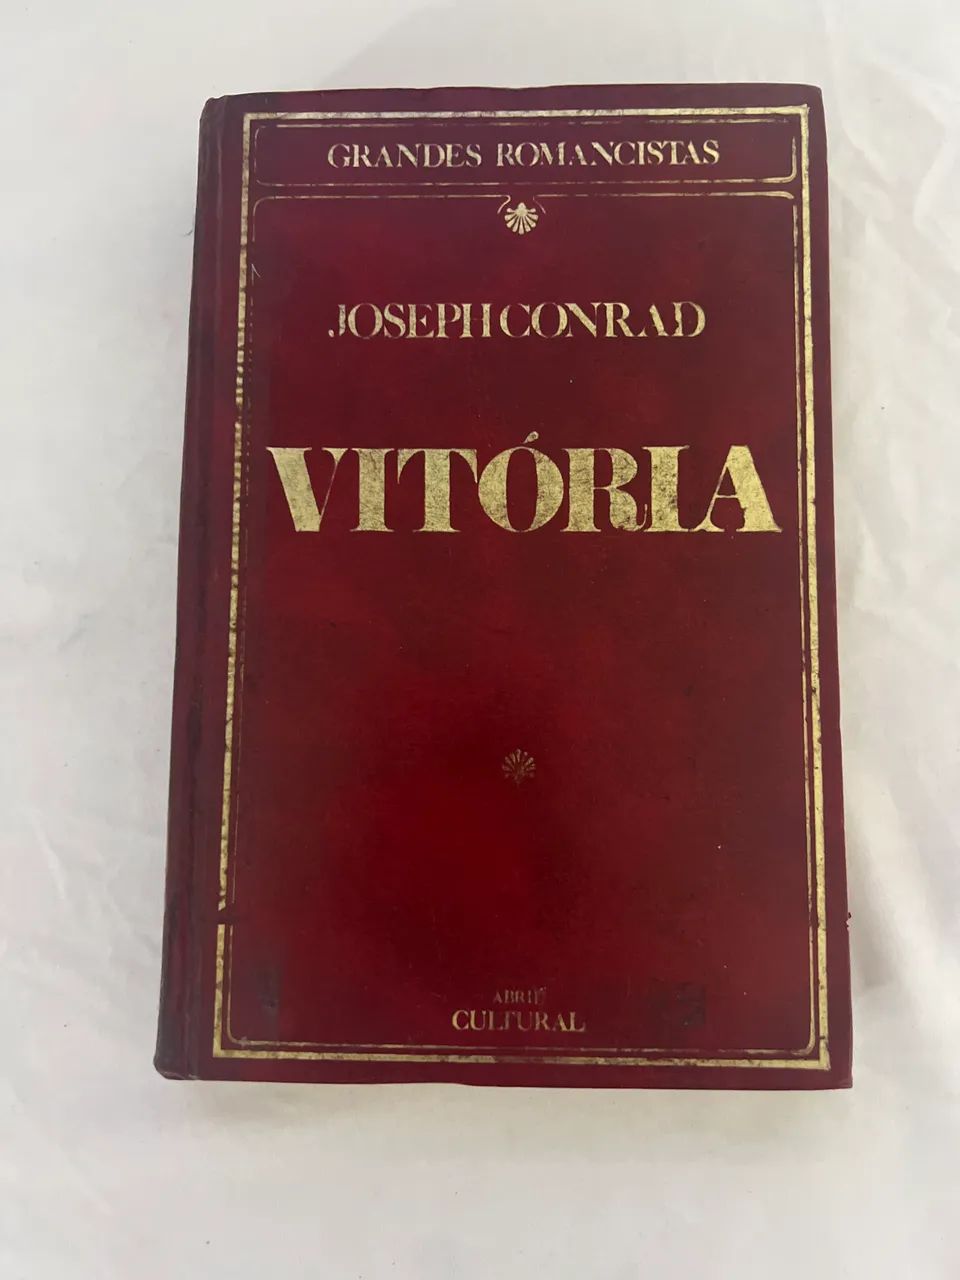 GRANDES ROMANCISTAS
JOSEPH CONRAD
VITÓRIA
ABRIL
CULTURAL